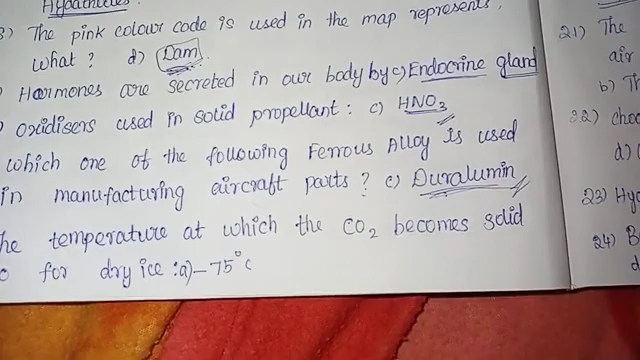 Hydathodes.
3) The pink colour code is used in the map represents,
what? d) Dam.
Hormones are secreted in our body by c) Endocrine gland
Oxidisers used in solid propellant: c) HNO3
which one of the following Ferrous Alloy is used
in manufacturing aircraft parts? c) Duralumin
The temperature at which the CO2 becomes solid
for dry ice: a) -75°C
21) The
air
b) Th
22) choo
d) (
23) Hyd
24) B
d